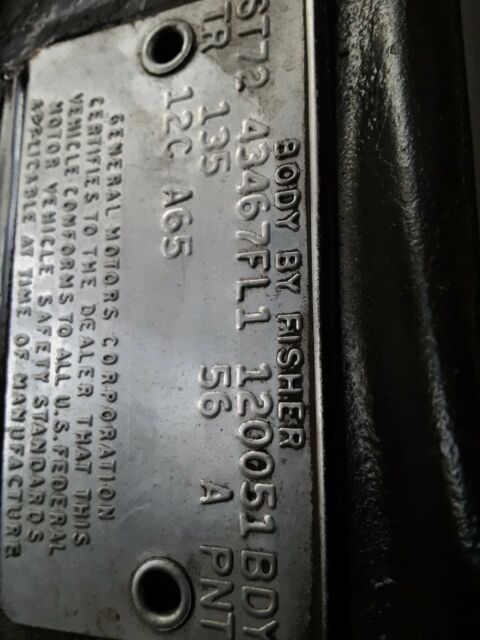 BODY BY FISHER
ST72 43467FL1 120051BDY
TR 135 56 A PNT
12C A65
GENERAL MOTORS CORPORATION
CERTIFIES TO THE DEALER THAT THIS
VEHICLE CONFORMS TO ALL U.S. FEDERAL
MOTOR VEHICLE SAFETY STANDARDS
APPLICABLE AT TIME OF MANUFACTURE